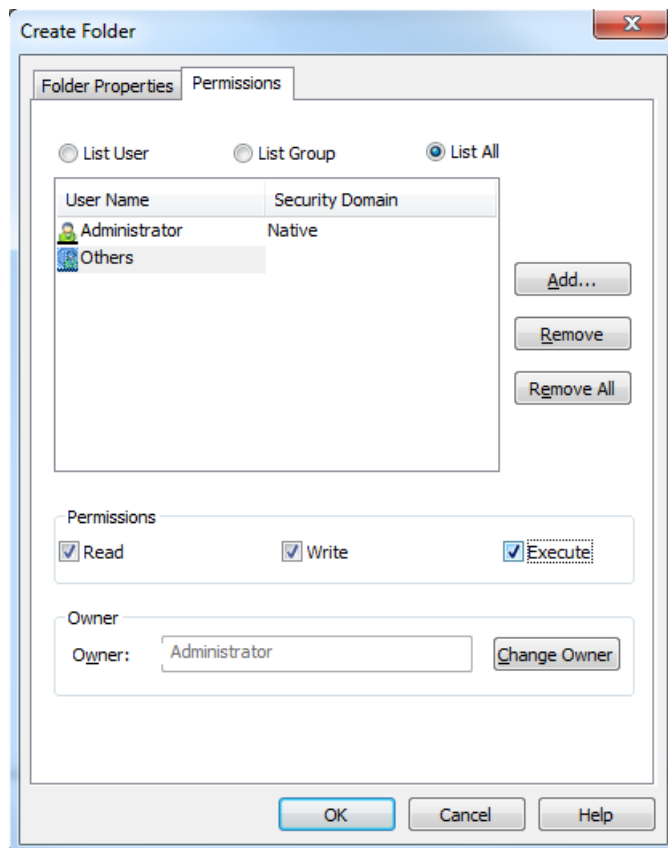 Create Folder
Folder Properties Permissions
List User List Group List All
User Name Security Domain
Administrator Native
Others
Add...
Remove
Remove All
Permissions
Read Write Execute
Owner
Owner: Administrator Change Owner
OK Cancel Help